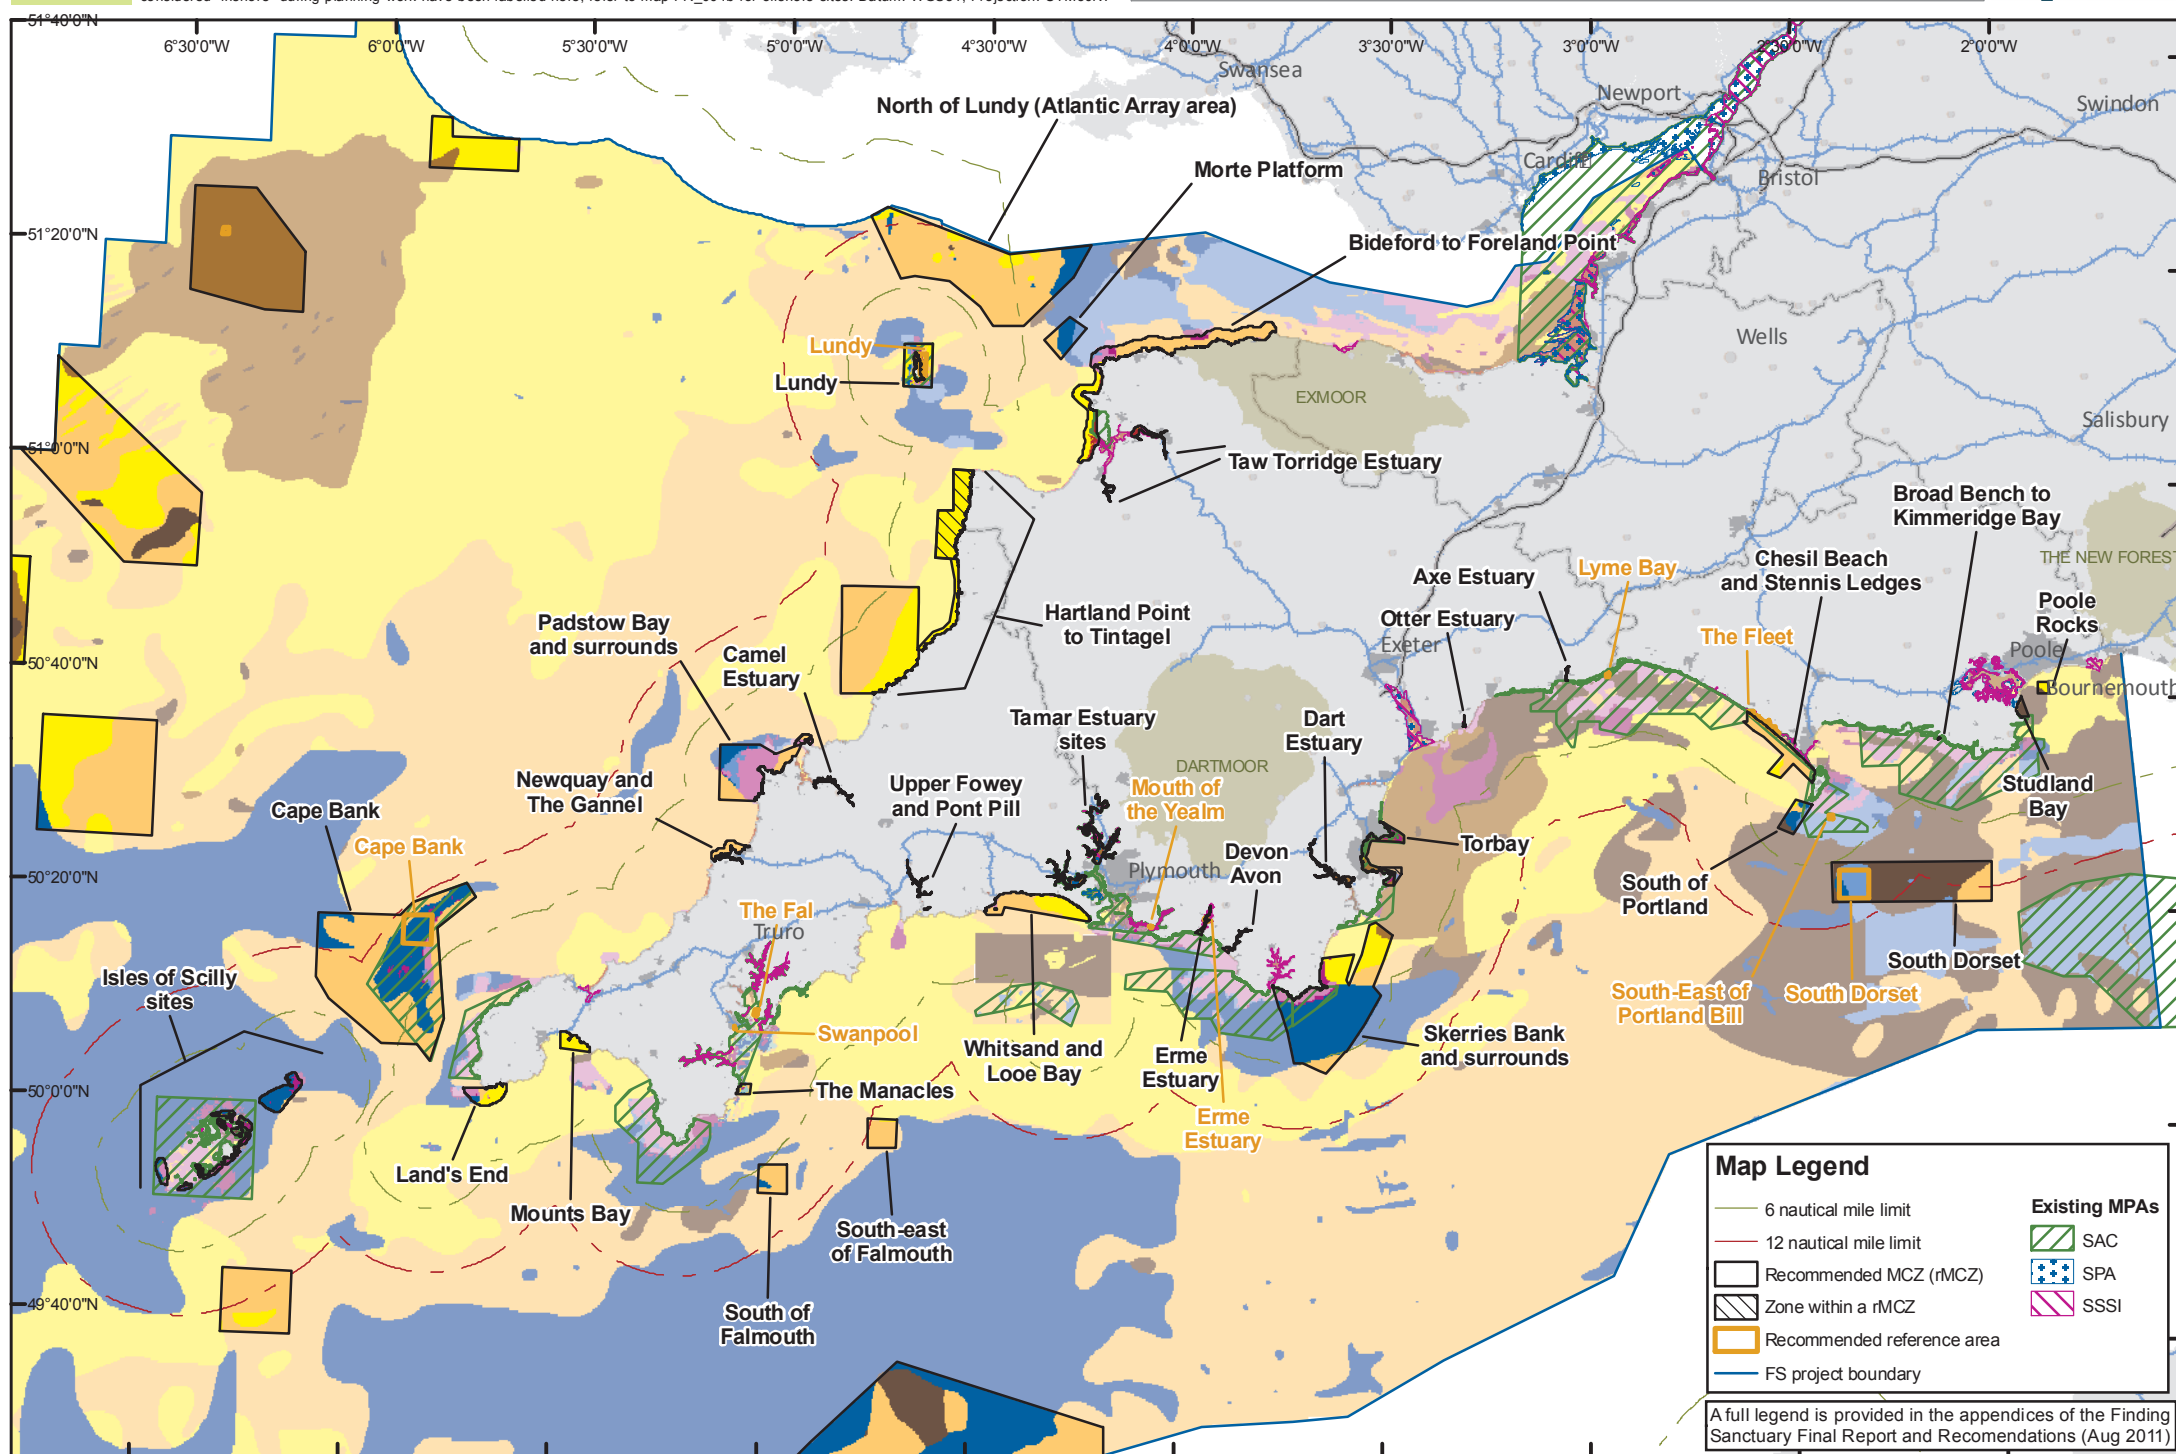 51°40'0"N
6°30'0"W
6°0'0"W
5°30'0"W
5°0'0"W
4°30'0"W
4°0'0"W
3°30'0"W
3°0'0"W
2°30'0"W
2°0'0"W
Swansea
Newport
Swindon
North of Lundy (Atlantic Array area)
Cardiff
Morte Platform
Bristol
51°20'0"N
Bideford to Foreland Point
Wells
Lundy
Lundy
EXMOOR
Salisbury
51°0'0"N
Taw Torridge Estuary
Broad Bench to
Kimmeridge Bay
THE NEW FOREST
Chesil Beach
and Stennis Ledges
Lyme Bay
Axe Estuary
Poole
Rocks
Otter Estuary
Hartland Point
to Tintagel
Padstow Bay
and surrounds
The Fleet
Exeter
Poole
50°40'0"N
Camel
Estuary
Bournemouth
Tamar Estuary
sites
Dart
Estuary
DARTMOOR
Newquay and
The Gannel
Upper Fowey
and Pont Pill
Mouth of
the Yealm
Studland
Bay
Cape Bank
Cape Bank
Torbay
Devon
Avon
Plymouth
50°20'0"N
South of
Portland
The Fal
Truro
South Dorset
Isles of Scilly
sites
South-East of
Portland Bill
South Dorset
Swanpool
Whitsand and
Looe Bay
Erme
Estuary
Skerries Bank
and surrounds
50°0'0"N
The Manacles
Erme
Estuary
Land's End
Mounts Bay
South-east
of Falmouth
49°40'0"N
South of
Falmouth
Map Legend
6 nautical mile limit
12 nautical mile limit
Recommended MCZ (rMCZ)
Zone within a rMCZ
Recommended reference area
FS project boundary
Existing MPAs
SAC
SPA
SSSI
A full legend is provided in the appendices of the Finding
Sanctuary Final Report and Recomendations (Aug 2011)